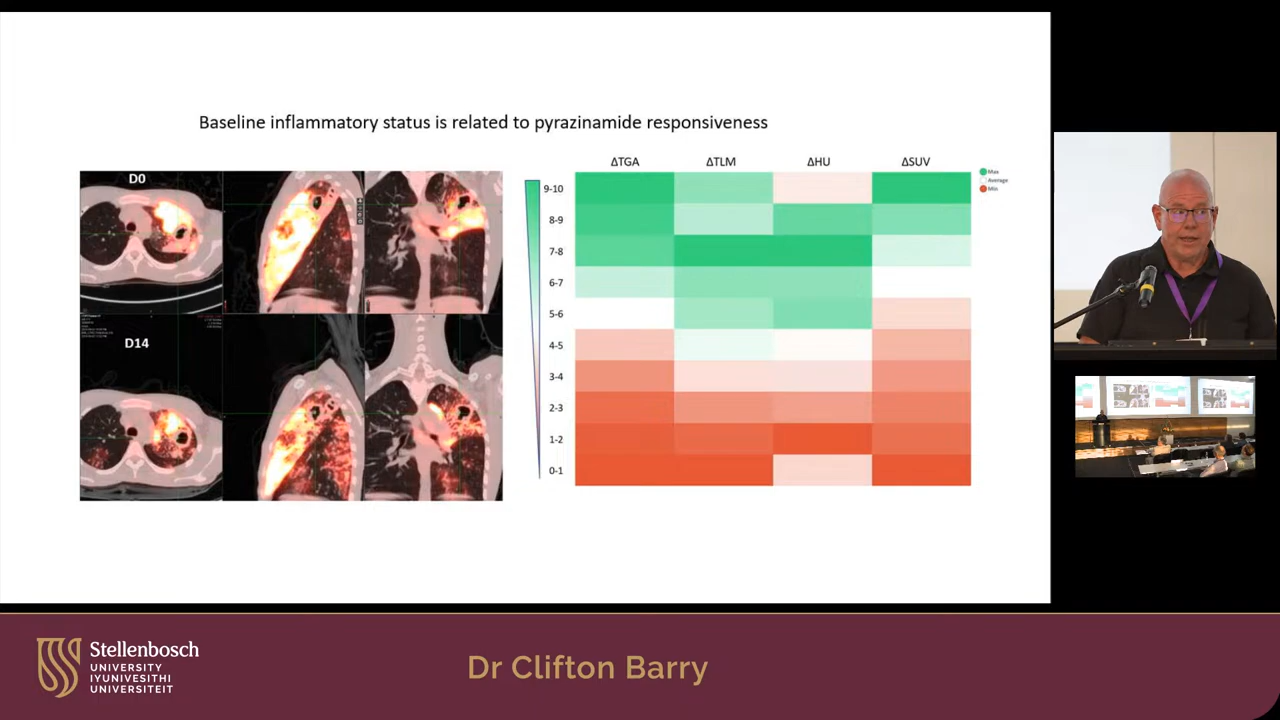 Baseline inflammatory status is related to pyrazinamide responsiveness
D0
D14
ΔTGA ΔTLM ΔHU ΔSUV
9-10
8-9
7-8
6-7
5-6
4-5
3-4
2-3
1-2
0-1
Max
Average
Min
Stellenbosch
UNIVERSITY
IYUNIVESITHI
UNIVERSITEIT
Dr Clifton Barry